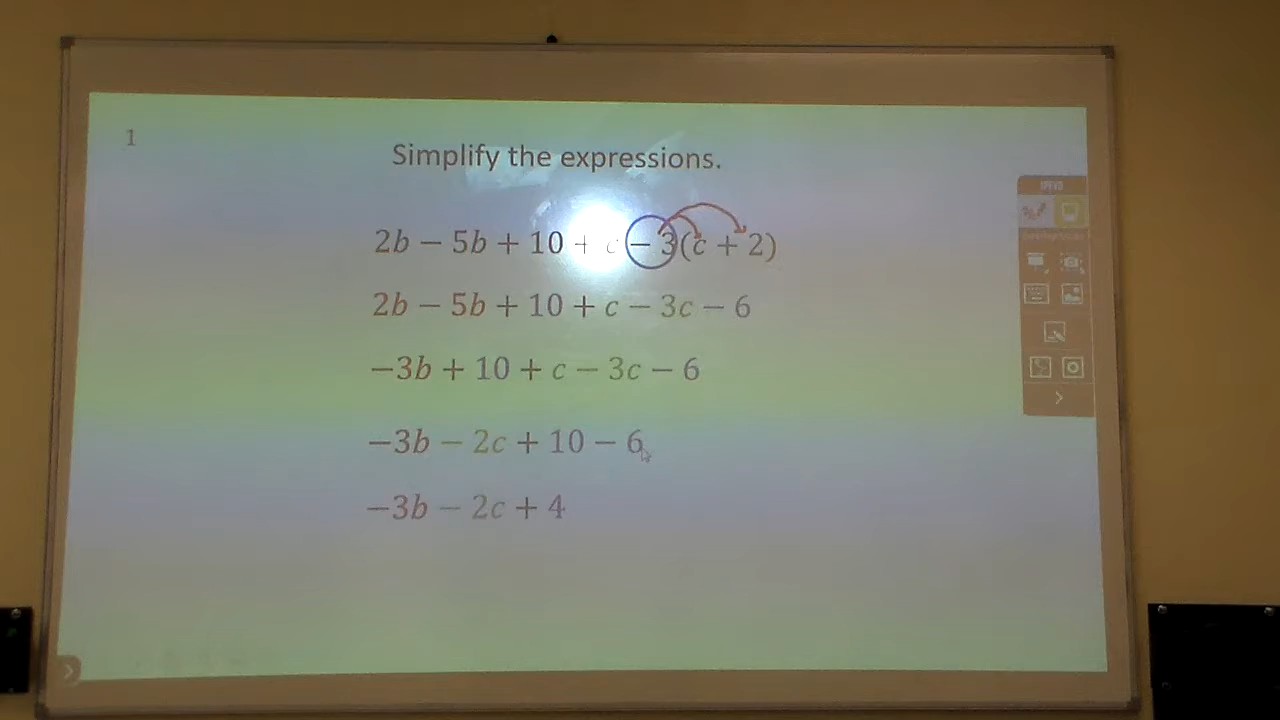 1
Simplify the expressions.
2b − 5b + 10 + c − 3(c + 2)
2b − 5b + 10 + c − 3c − 6
−3b + 10 + c − 3c − 6
−3b − 2c + 10 − 6
−3b − 2c + 4
IPEVO